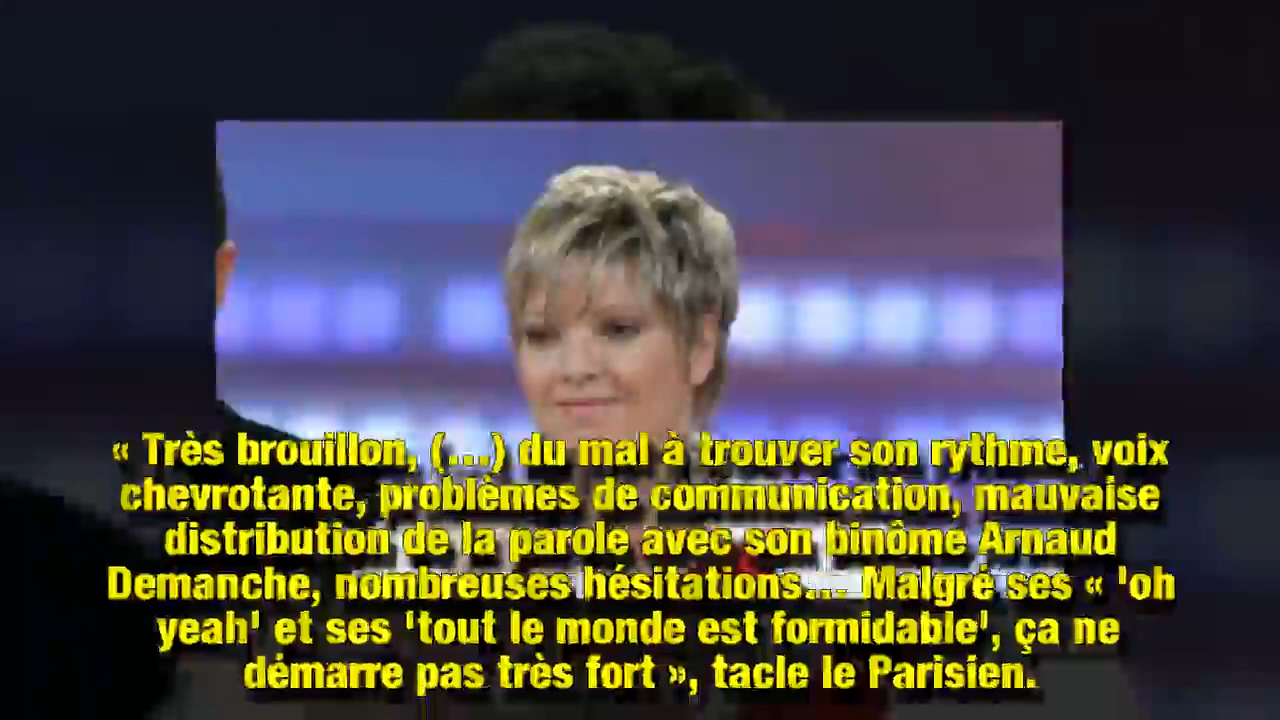 « Très brouillon, (...) du mal à trouver son rythme, voix
chevrotante, problèmes de communication, mauvaise
distribution de la parole avec son binôme Arnaud
Demanche, nombreuses hésitations... Malgré ses « 'oh
yeah' et ses 'tout le monde est formidable', ça ne
démarre pas très fort », tacle le Parisien.